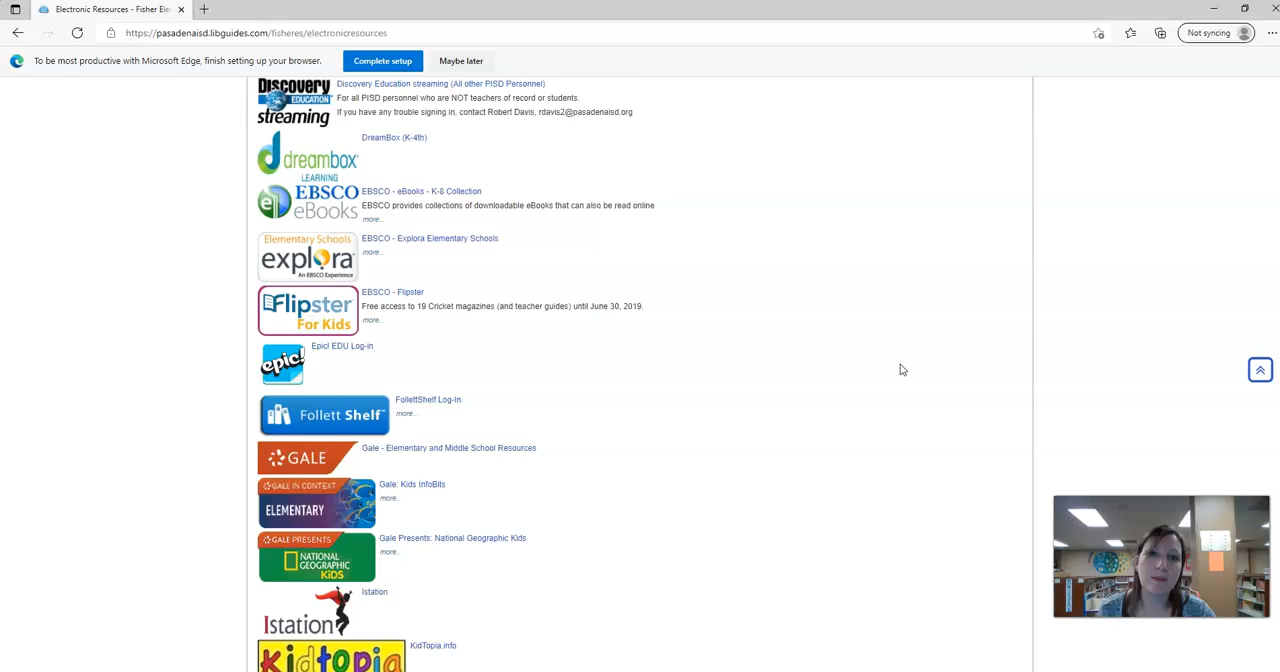 Electronic Resources - Fisher Ele
https://pasadenaisd.libguides.com/fisheres/electronicresources
Not syncing
To be most productive with Microsoft Edge, finish setting up your browser.
Complete setup
Maybe later
Discovery
EDUCATION
streaming
Discovery Education streaming (All other PISD Personnel)
For all PISD personnel who are NOT teachers of record or students.
If you have any trouble signing in, contact Robert Davis, rdavis2@pasadenaisd.org
dreambox
LEARNING
DreamBox (K-4th)
EBSCO
eBooks
EBSCO - eBooks - K-8 Collection
EBSCO provides collections of downloadable eBooks that can also be read online
more...
Elementary Schools
explora
An EBSCO Experience
EBSCO - Explora Elementary Schools
more...
Flipster
For Kids
EBSCO - Flipster
Free access to 19 Cricket magazines (and teacher guides) until June 30, 2019.
more...
epic!
Epic! EDU Log-in
Follett Shelf™
FollettShelf Log-In
more...
GALE
Gale - Elementary and Middle School Resources
GALE IN CONTEXT
ELEMENTARY
Gale: Kids InfoBits
more...
GALE PRESENTS
NATIONAL
GEOGRAPHIC
KiDS
Gale Presents: National Geographic Kids
more...
Istation
Istation
Kidtopia
KidTopia.info